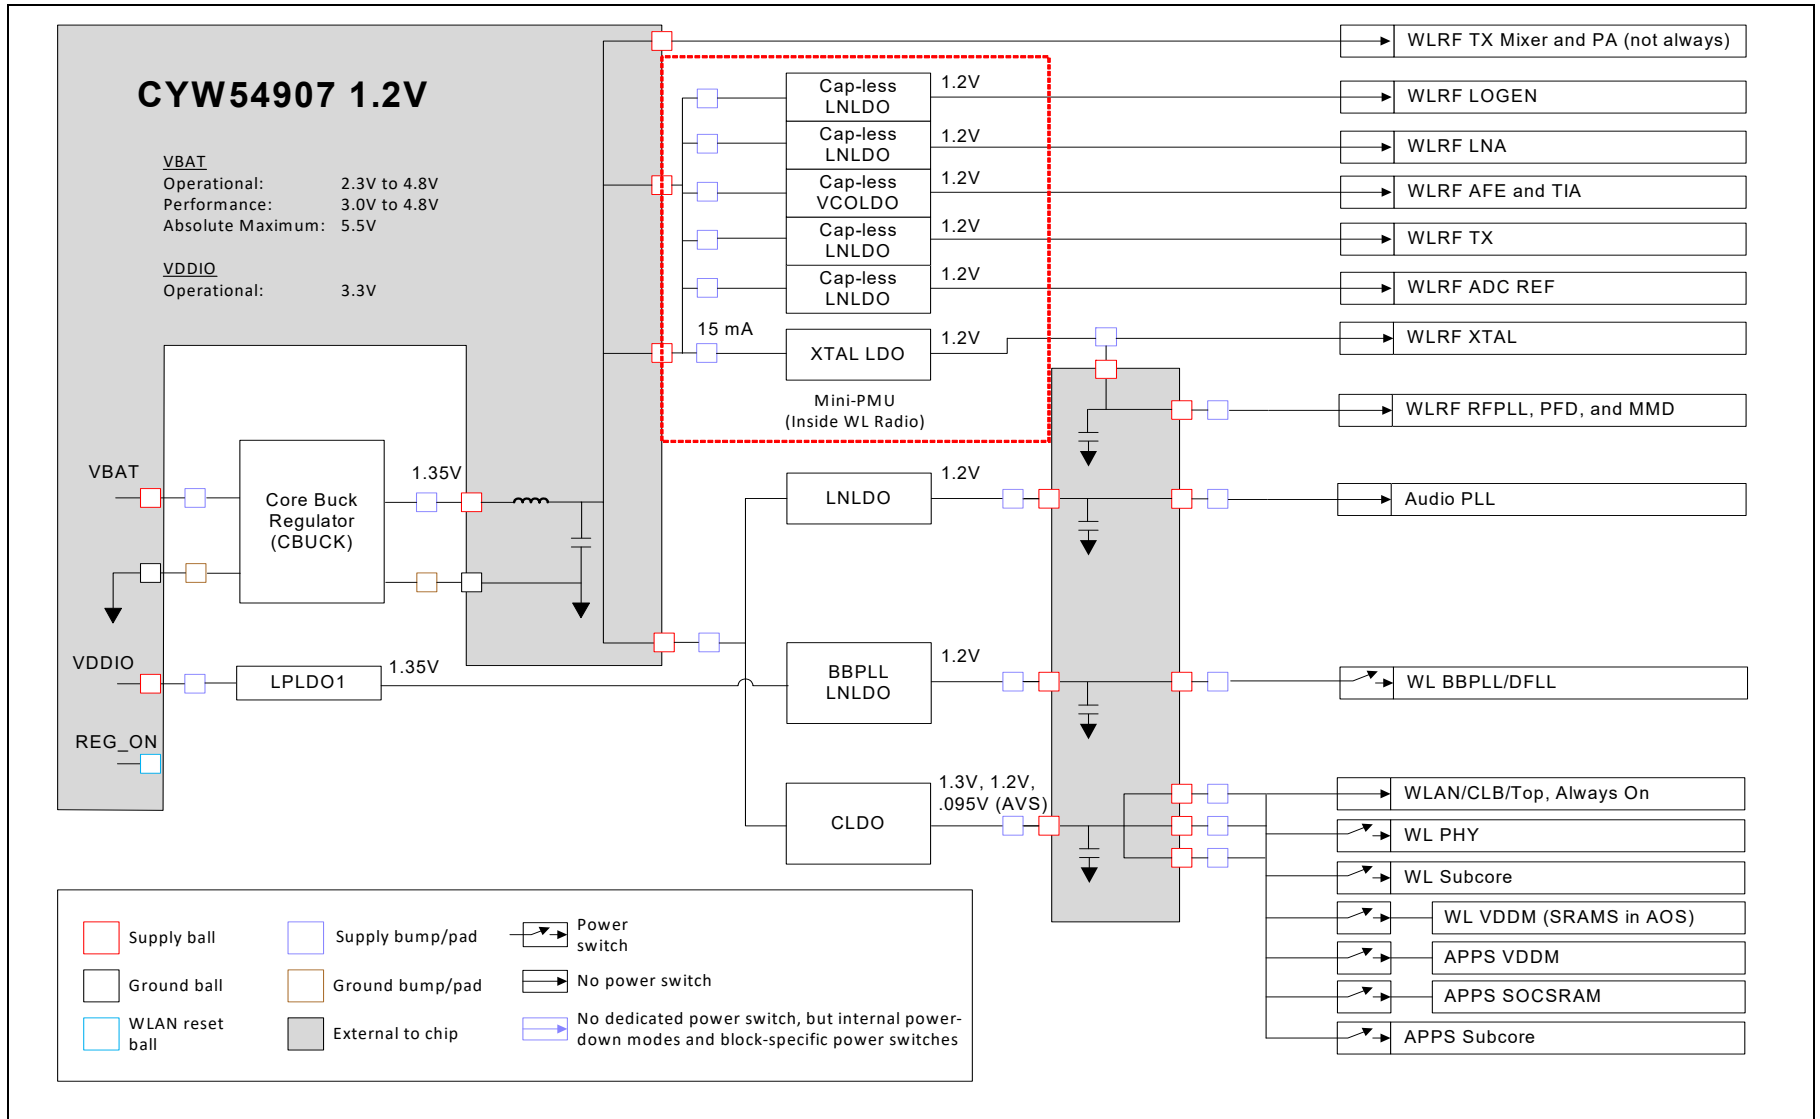 CYW54907 1.2V
VBAT
Operational: 2.3V to 4.8V
Performance: 3.0V to 4.8V
Absolute Maximum: 5.5V
VDDIO
Operational: 3.3V
WLRF TX Mixer and PA (not always)
Cap-less
LNLDO
1.2V
WLRF LOGEN
Cap-less
LNLDO
1.2V
WLRF LNA
Cap-less
VCOLDO
1.2V
WLRF AFE and TIA
Cap-less
LNLDO
1.2V
WLRF TX
Cap-less
LNLDO
1.2V
WLRF ADC REF
15 mA
XTAL LDO
1.2V
WLRF XTAL
Mini-PMU
(Inside WL Radio)
WLRF RFPLL, PFD, and MMD
VBAT
Core Buck
Regulator
(CBUCK)
1.35V
LNLDO
1.2V
Audio PLL
VDDIO
LPLDO1
1.35V
BBPLL
LNLDO
1.2V
WL BBPLL/DFLL
REG_ON
CLDO
1.3V, 1.2V,
.095V (AVS)
WLAN/CLB/Top, Always On
WL PHY
WL Subcore
WL VDDM (SRAMS in AOS)
APPS VDDM
APPS SOCSRAM
APPS Subcore
Supply ball
Supply bump/pad
Power
switch
Ground ball
Ground bump/pad
No power switch
WLAN reset
ball
External to chip
No dedicated power switch, but internal power-
down modes and block-specific power switches